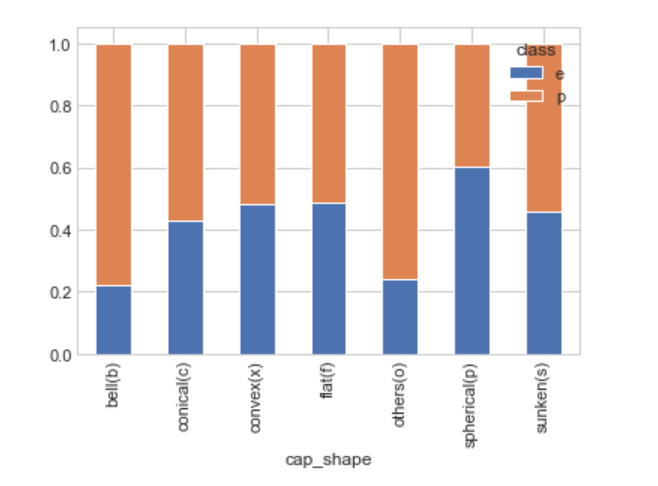 1.0
0.8
0.6
0.4
0.2
0.0
class
e
p
bell(b)
conical(c)
convex(x)
flat(f)
others(o)
spherical(p)
sunken(s)
cap_shape